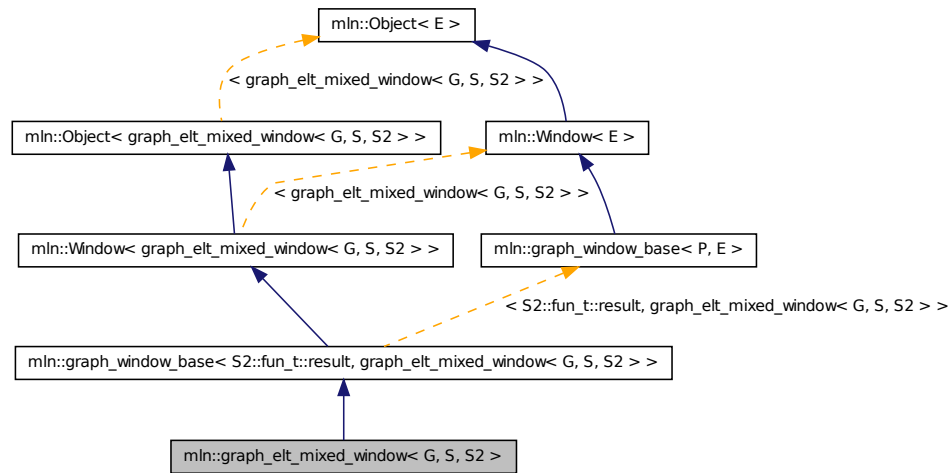 mln::Object< E >
< graph_elt_mixed_window< G, S, S2 > >
mln::Object< graph_elt_mixed_window< G, S, S2 > >
mln::Window< E >
< graph_elt_mixed_window< G, S, S2 > >
mln::Window< graph_elt_mixed_window< G, S, S2 > >
mln::graph_window_base< P, E >
< S2::fun_t::result, graph_elt_mixed_window< G, S, S2 > >
mln::graph_window_base< S2::fun_t::result, graph_elt_mixed_window< G, S, S2 > >
mln::graph_elt_mixed_window< G, S, S2 >